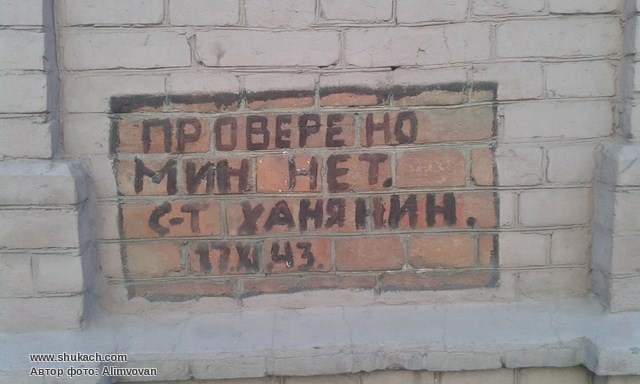 ПРОВЕРЕНО
МИН НЕТ.
С-Т ХАНЯНИН.
17.XI.43.
www.shukach.com
Автор фото: Alimvovan